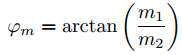 φ_m = arctan(m_1/m_2)